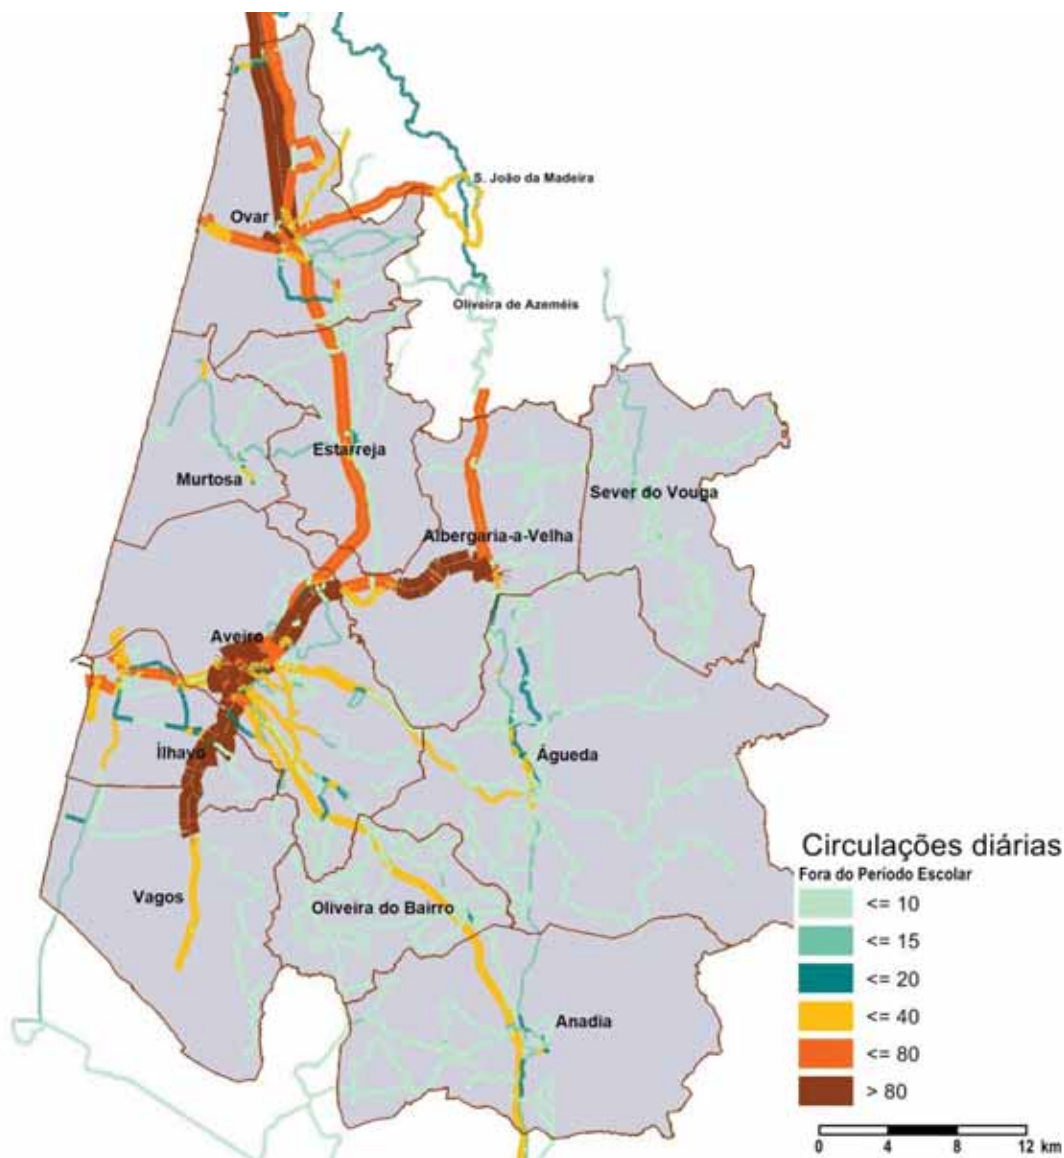 S. João da Madeira
Ovar
Oliveira de Azeméis
Estarreja
Murtosa
Sever do Vouga
Albergaria-a-Velha
Aveiro
Ílhavo
Águeda
Vagos
Oliveira do Bairro
Anadia
Circulações diárias
Fora do Período Escolar
<= 10
<= 15
<= 20
<= 40
<= 80
> 80
0 4 8 12 km